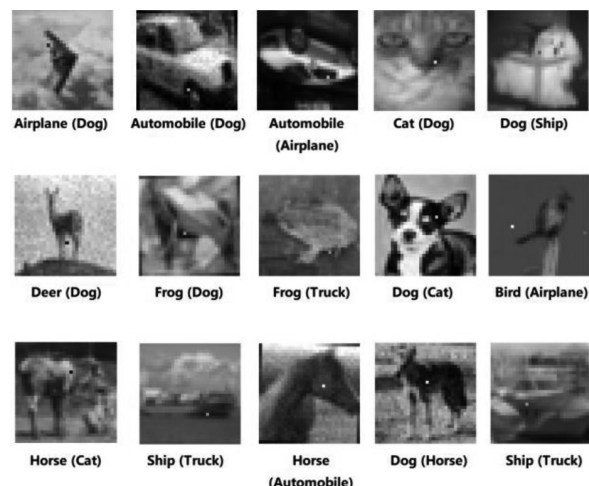 Airplane (Dog)
Automobile (Dog)
Automobile
(Airplane)
Cat (Dog)
Dog (Ship)
Deer (Dog)
Frog (Dog)
Frog (Truck)
Dog (Cat)
Bird (Airplane)
Horse (Cat)
Ship (Truck)
Horse
(Automobile)
Dog (Horse)
Ship (Truck)